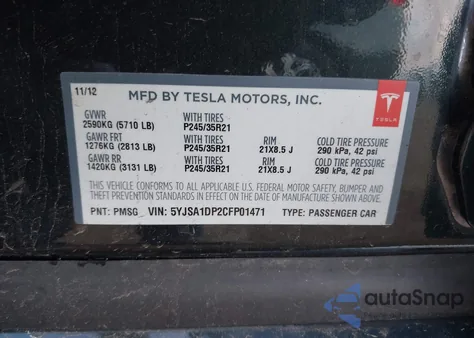 11/12
MFD BY TESLA MOTORS, INC.
TESLA
GVWR WITH TIRES
2590KG (5710 LB) P245/35R21
GAWR FRT WITH TIRES RIM COLD TIRE PRESSURE
1276KG (2813 LB) P245/35R21 21X8.5 J 290 kPa, 42 psi
GAWR RR WITH TIRES RIM COLD TIRE PRESSURE
1420KG (3131 LB) P245/35R21 21X8.5 J 290 kPa, 42 psi
THIS VEHICLE CONFORMS TO ALL APPLICABLE U.S. FEDERAL MOTOR SAFETY, BUMPER AND
THEFT PREVENTION STANDARDS IN EFFECT ON THE DATE OF MANUFACTURE SHOWN ABOVE.
PNT: PMSG VIN: 5YJSA1DP2CFP01471 TYPE: PASSENGER CAR
autoSnap